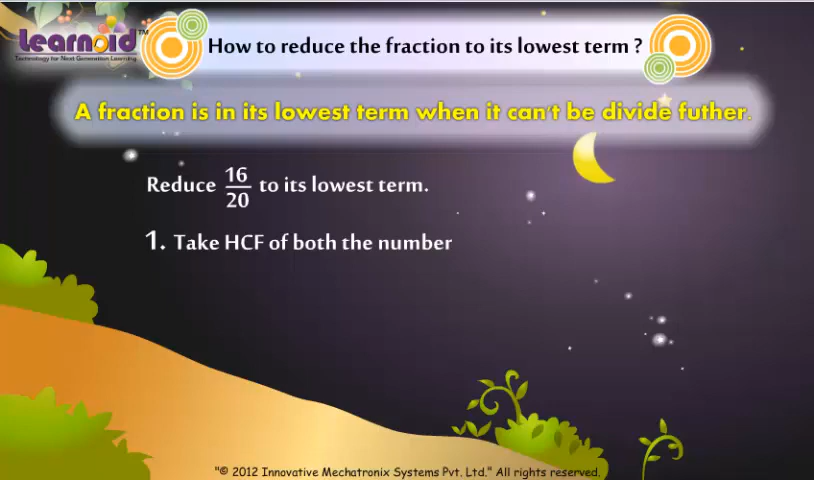 Learnoid™
Technology for Next Generation Learning
How to reduce the fraction to its lowest term ?
A fraction is in its lowest term when it can't be divide futher.
Reduce 16/20 to its lowest term.
1. Take HCF of both the number
"© 2012 Innovative Mechatronix Systems Pvt. Ltd." All rights reserved.